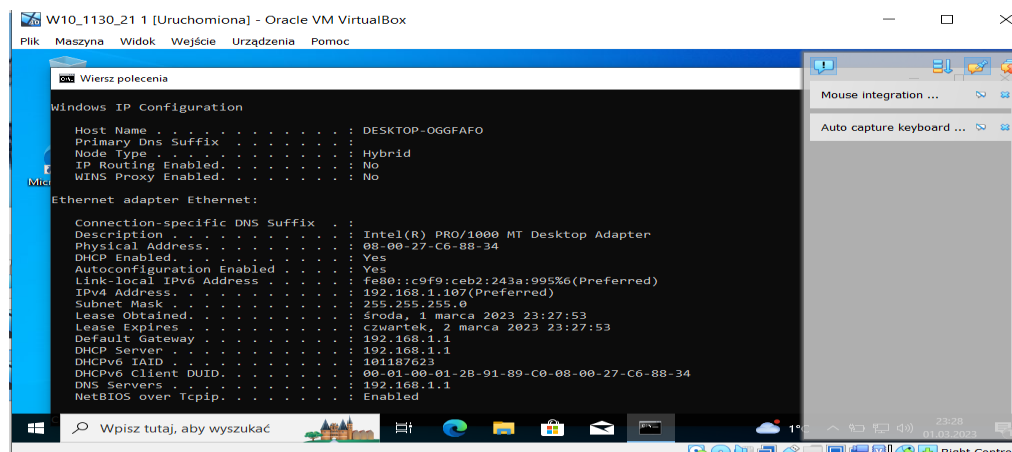 W10_1130_21 1 [Uruchomiona] - Oracle VM VirtualBox
Plik Maszyna Widok Wejście Urządzenia Pomoc
Wiersz polecenia
Windows IP Configuration
Host Name . . . . . . . . . . . . : DESKTOP-OGGFAFO
Primary Dns Suffix . . . . . . . :
Node Type . . . . . . . . . . . . : Hybrid
IP Routing Enabled. . . . . . . . : No
WINS Proxy Enabled. . . . . . . . : No
Ethernet adapter Ethernet:
Connection-specific DNS Suffix . :
Description . . . . . . . . . . . : Intel(R) PRO/1000 MT Desktop Adapter
Physical Address. . . . . . . . . : 08-00-27-C6-88-34
DHCP Enabled. . . . . . . . . . . : Yes
Autoconfiguration Enabled . . . . : Yes
Link-local IPv6 Address . . . . . : fe80::c9f9:ceb2:243a:995%6(Preferred)
IPv4 Address. . . . . . . . . . . : 192.168.1.107(Preferred)
Subnet Mask . . . . . . . . . . . : 255.255.255.0
Lease Obtained. . . . . . . . . . : środa, 1 marca 2023 23:27:53
Lease Expires . . . . . . . . . . : czwartek, 2 marca 2023 23:27:53
Default Gateway . . . . . . . . . : 192.168.1.1
DHCP Server . . . . . . . . . . . : 192.168.1.1
DHCPv6 IAID . . . . . . . . . . . : 101187623
DHCPv6 Client DUID. . . . . . . . : 00-01-00-01-2B-91-89-C0-08-00-27-C6-88-34
DNS Servers . . . . . . . . . . . : 192.168.1.1
NetBIOS over Tcpip. . . . . . . . : Enabled
Mouse integration ...
Auto capture keyboard ...
Wpisz tutaj, aby wyszukać
1°
23:28
01.03.2023